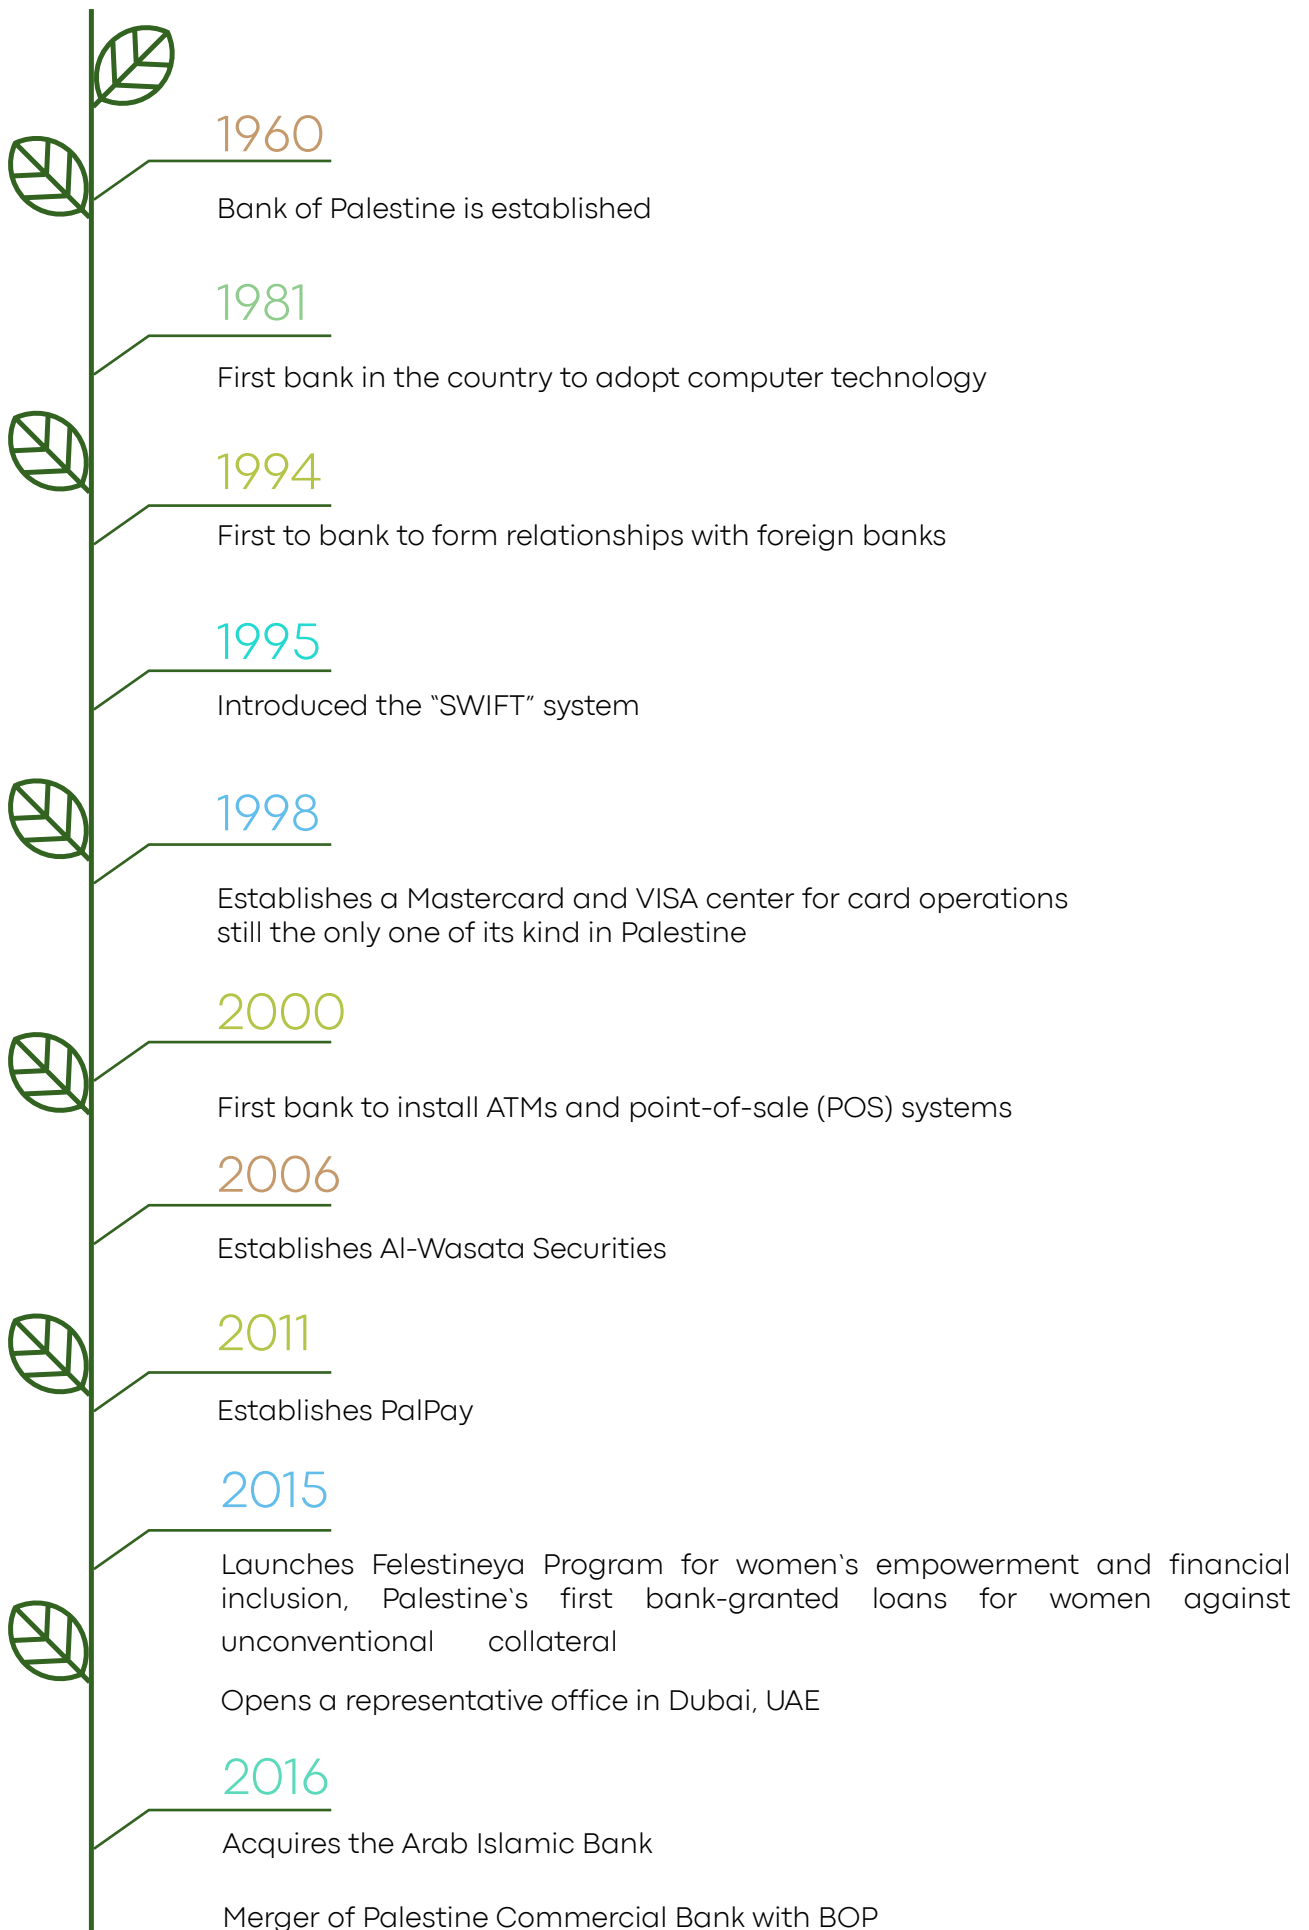 1960
Bank of Palestine is established
1981
First bank in the country to adopt computer technology
1994
First to bank to form relationships with foreign banks
1995
Introduced the “SWIFT” system
1998
Establishes a Mastercard and VISA center for card operations
still the only one of its kind in Palestine
2000
First bank to install ATMs and point-of-sale (POS) systems
2006
Establishes Al-Wasata Securities
2011
Establishes PalPay
2015
Launches Felestineya Program for women`s empowerment and financial
inclusion, Palestine`s first bank-granted loans for women against
unconventional collateral
Opens a representative office in Dubai, UAE
2016
Acquires the Arab Islamic Bank
Merger of Palestine Commercial Bank with BOP